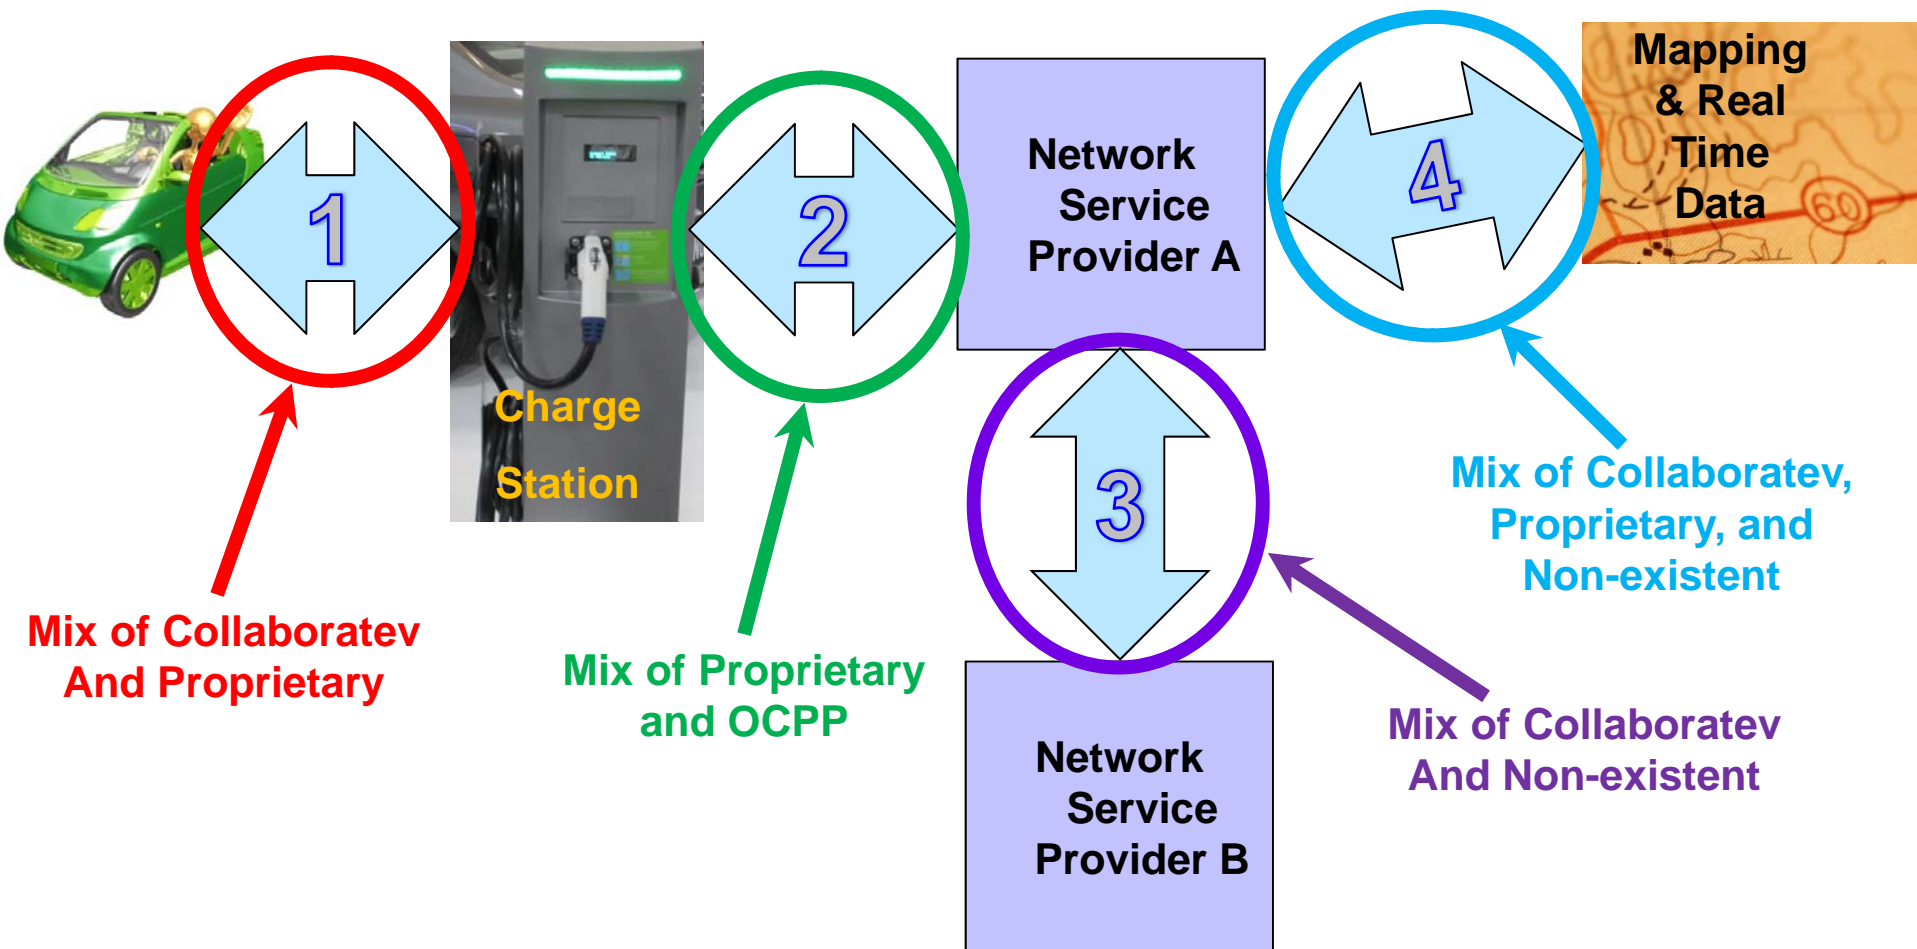 1
2
3
4
Network
Service
Provider A
Mapping
& Real
Time
Data
60
Charge
Station
Network
Service
Provider B
Mix of Collaboratev
And Proprietary
Mix of Proprietary
and OCPP
Mix of Collaboratev
And Non-existent
Mix of Collaboratev,
Proprietary, and
Non-existent